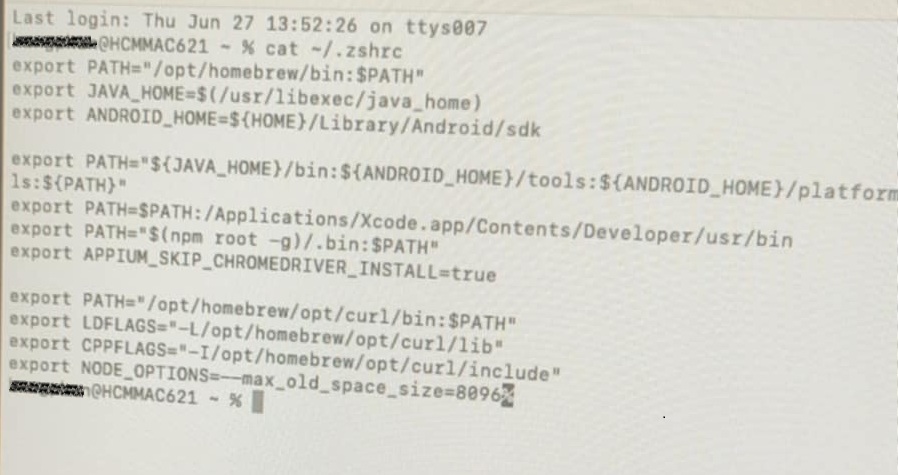 Last login: Thu Jun 27 13:52:26 on ttys007
@HCMMAC621 ~ % cat ~/.zshrc
export PATH="/opt/homebrew/bin:$PATH"
export JAVA_HOME=$(/usr/libexec/java_home)
export ANDROID_HOME=${HOME}/Library/Android/sdk
export PATH="${JAVA_HOME}/bin:${ANDROID_HOME}/tools:${ANDROID_HOME}/platform
ls:${PATH}"
export PATH=$PATH:/Applications/Xcode.app/Contents/Developer/usr/bin
export PATH="$(npm root -g)/.bin:$PATH"
export APPIUM_SKIP_CHROMEDRIVER_INSTALL=true
export PATH="/opt/homebrew/opt/curl/bin:$PATH"
export LDFLAGS="-L/opt/homebrew/opt/curl/lib"
export CPPFLAGS="-I/opt/homebrew/opt/curl/include"
export NODE_OPTIONS=--max_old_space_size=8096%
@HCMMAC621 ~ %